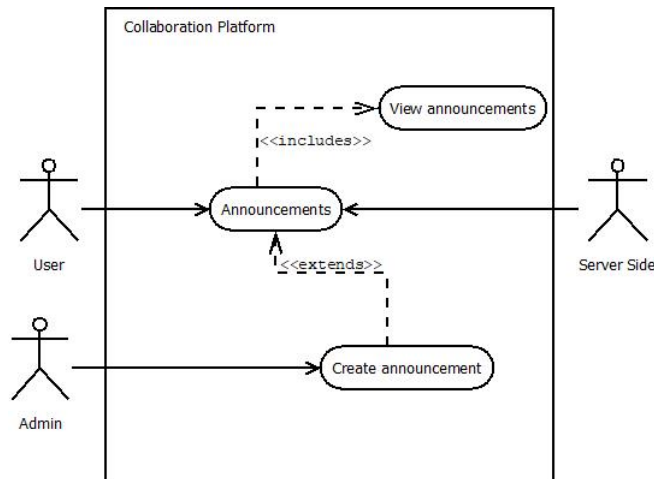 Collaboration Platform
View announcements
<<includes>>
Announcements
User
Server Side
<<extends>>
Create announcement
Admin